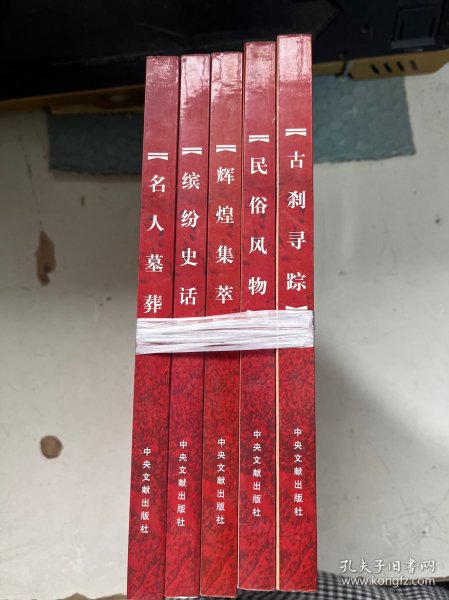 【名人墓葬
【缤纷史话
【辉煌集萃
【民俗风物
【古刹寻踪】
中央文献出版社
中央文献出版社
中央文献出版社
中央文献出版社
中央文献出版社
孔夫子旧书网
www.kongfz.com